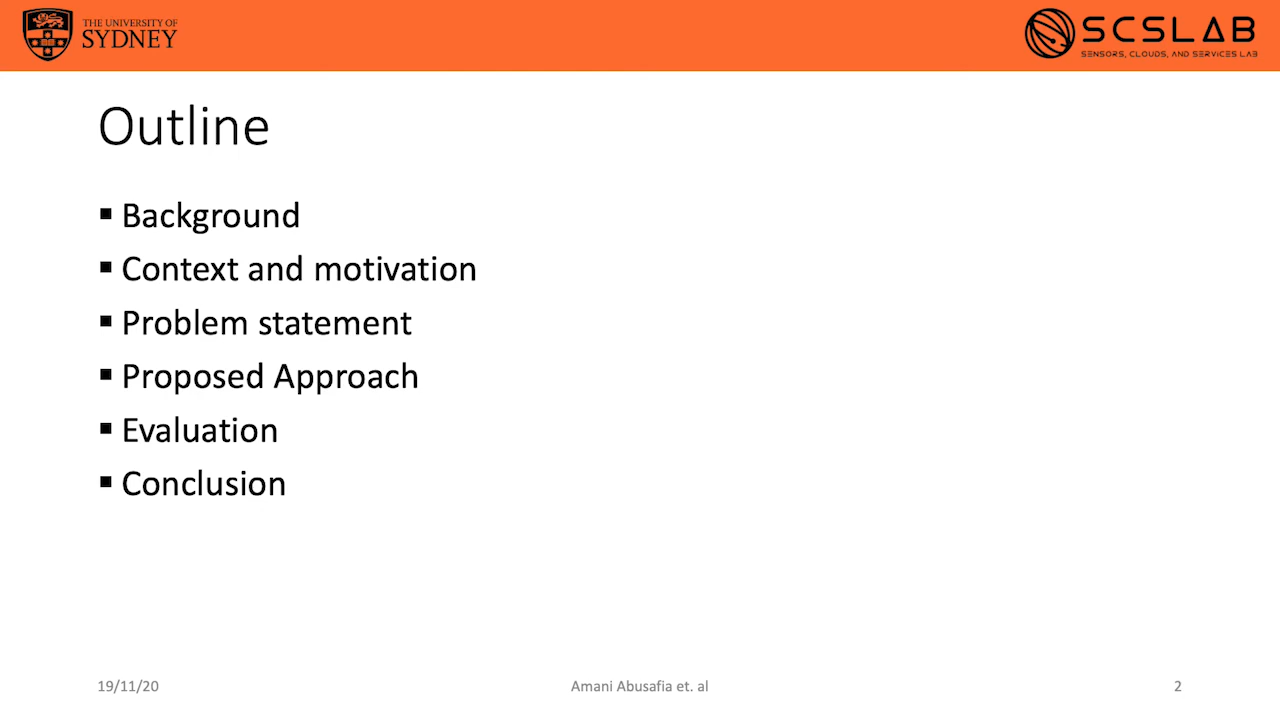 THE UNIVERSITY OF
SYDNEY
SCSLAB
SENSORS, CLOUDS, AND SERVICES LAB
Outline
▪ Background
▪ Context and motivation
▪ Problem statement
▪ Proposed Approach
▪ Evaluation
▪ Conclusion
19/11/20
Amani Abusafia et. al
2